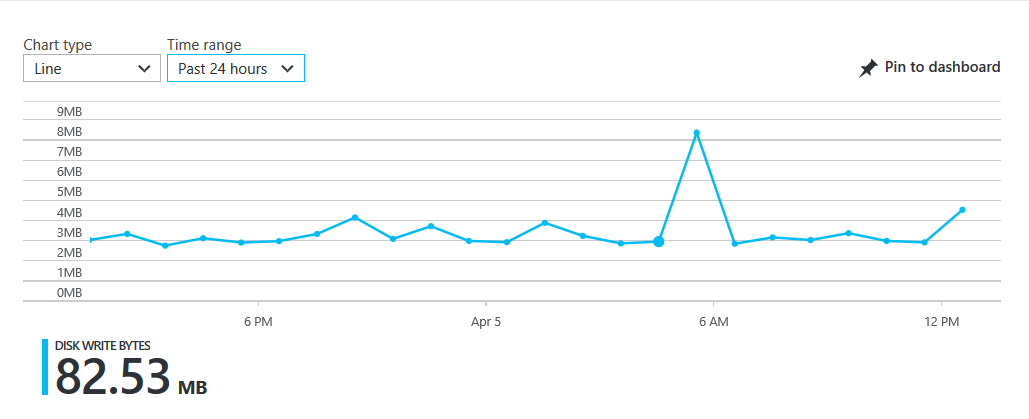 Chart type Time range
Line Past 24 hours
Pin to dashboard
9MB
8MB
7MB
6MB
5MB
4MB
3MB
2MB
1MB
0MB
6 PM Apr 5 6 AM 12 PM
DISK WRITE BYTES
82.53 MB